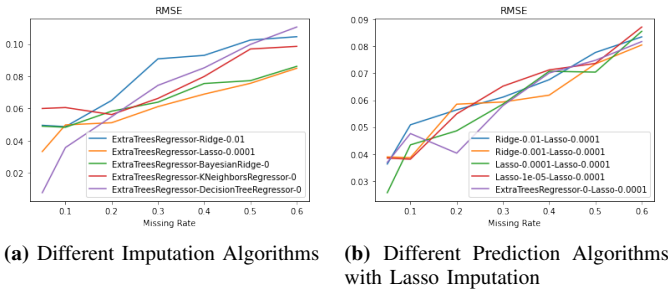 RMSE
0.10
0.08
0.06
0.04
0.02
ExtraTreesRegressor-Ridge-0.01
ExtraTreesRegressor-Lasso-0.0001
ExtraTreesRegressor-BayesianRidge-0
ExtraTreesRegressor-KNeighborsRegressor-0
ExtraTreesRegressor-DecisionTreeRegressor-0
0.1 0.2 0.3 0.4 0.5 0.6
Missing Rate
(a) Different Imputation Algorithms
RMSE
0.09
0.08
0.07
0.06
0.05
0.04
0.03
Ridge-0.01-Lasso-0.0001
Ridge-0.001-Lasso-0.0001
Lasso-0.0001-Lasso-0.0001
Lasso-1e-05-Lasso-0.0001
ExtraTreesRegressor-0-Lasso-0.0001
0.1 0.2 0.3 0.4 0.5 0.6
Missing Rate
(b) Different Prediction Algorithms
with Lasso Imputation